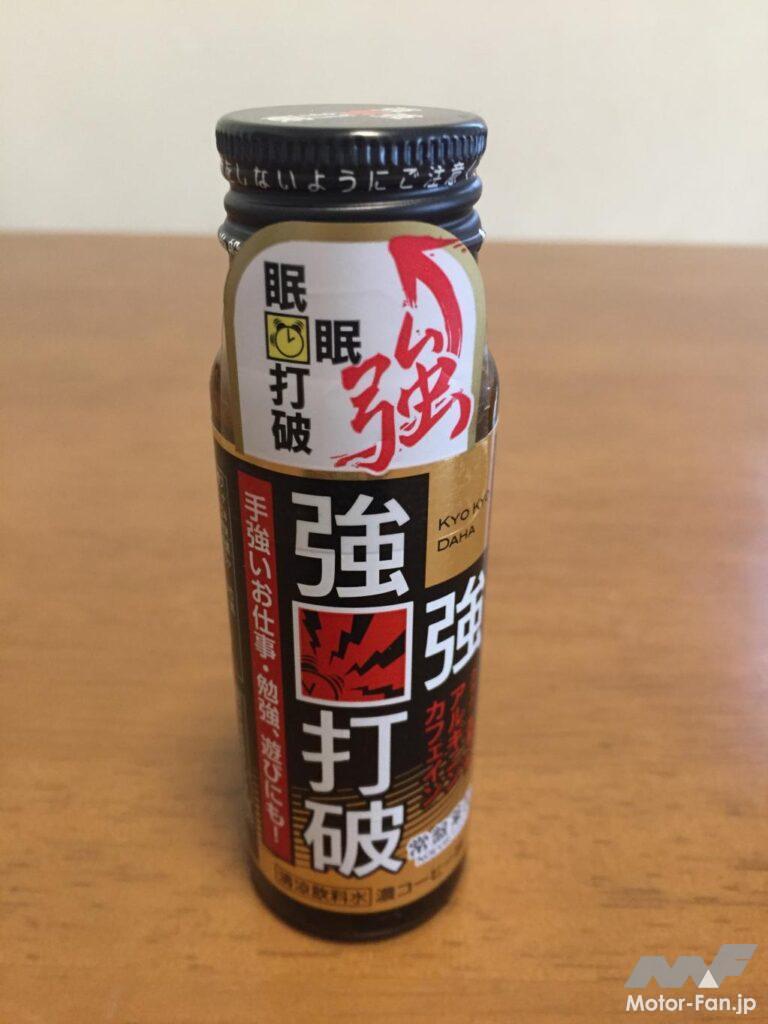 をしないようにご注意く
眠
眠
打破
強
強
強
打破
KYO KYO
DAHA
手強いお仕事・勉強、遊びにも！
アルギニン
カフェイン
清涼飲料水
濃コーヒー
Motor-Fan.jp